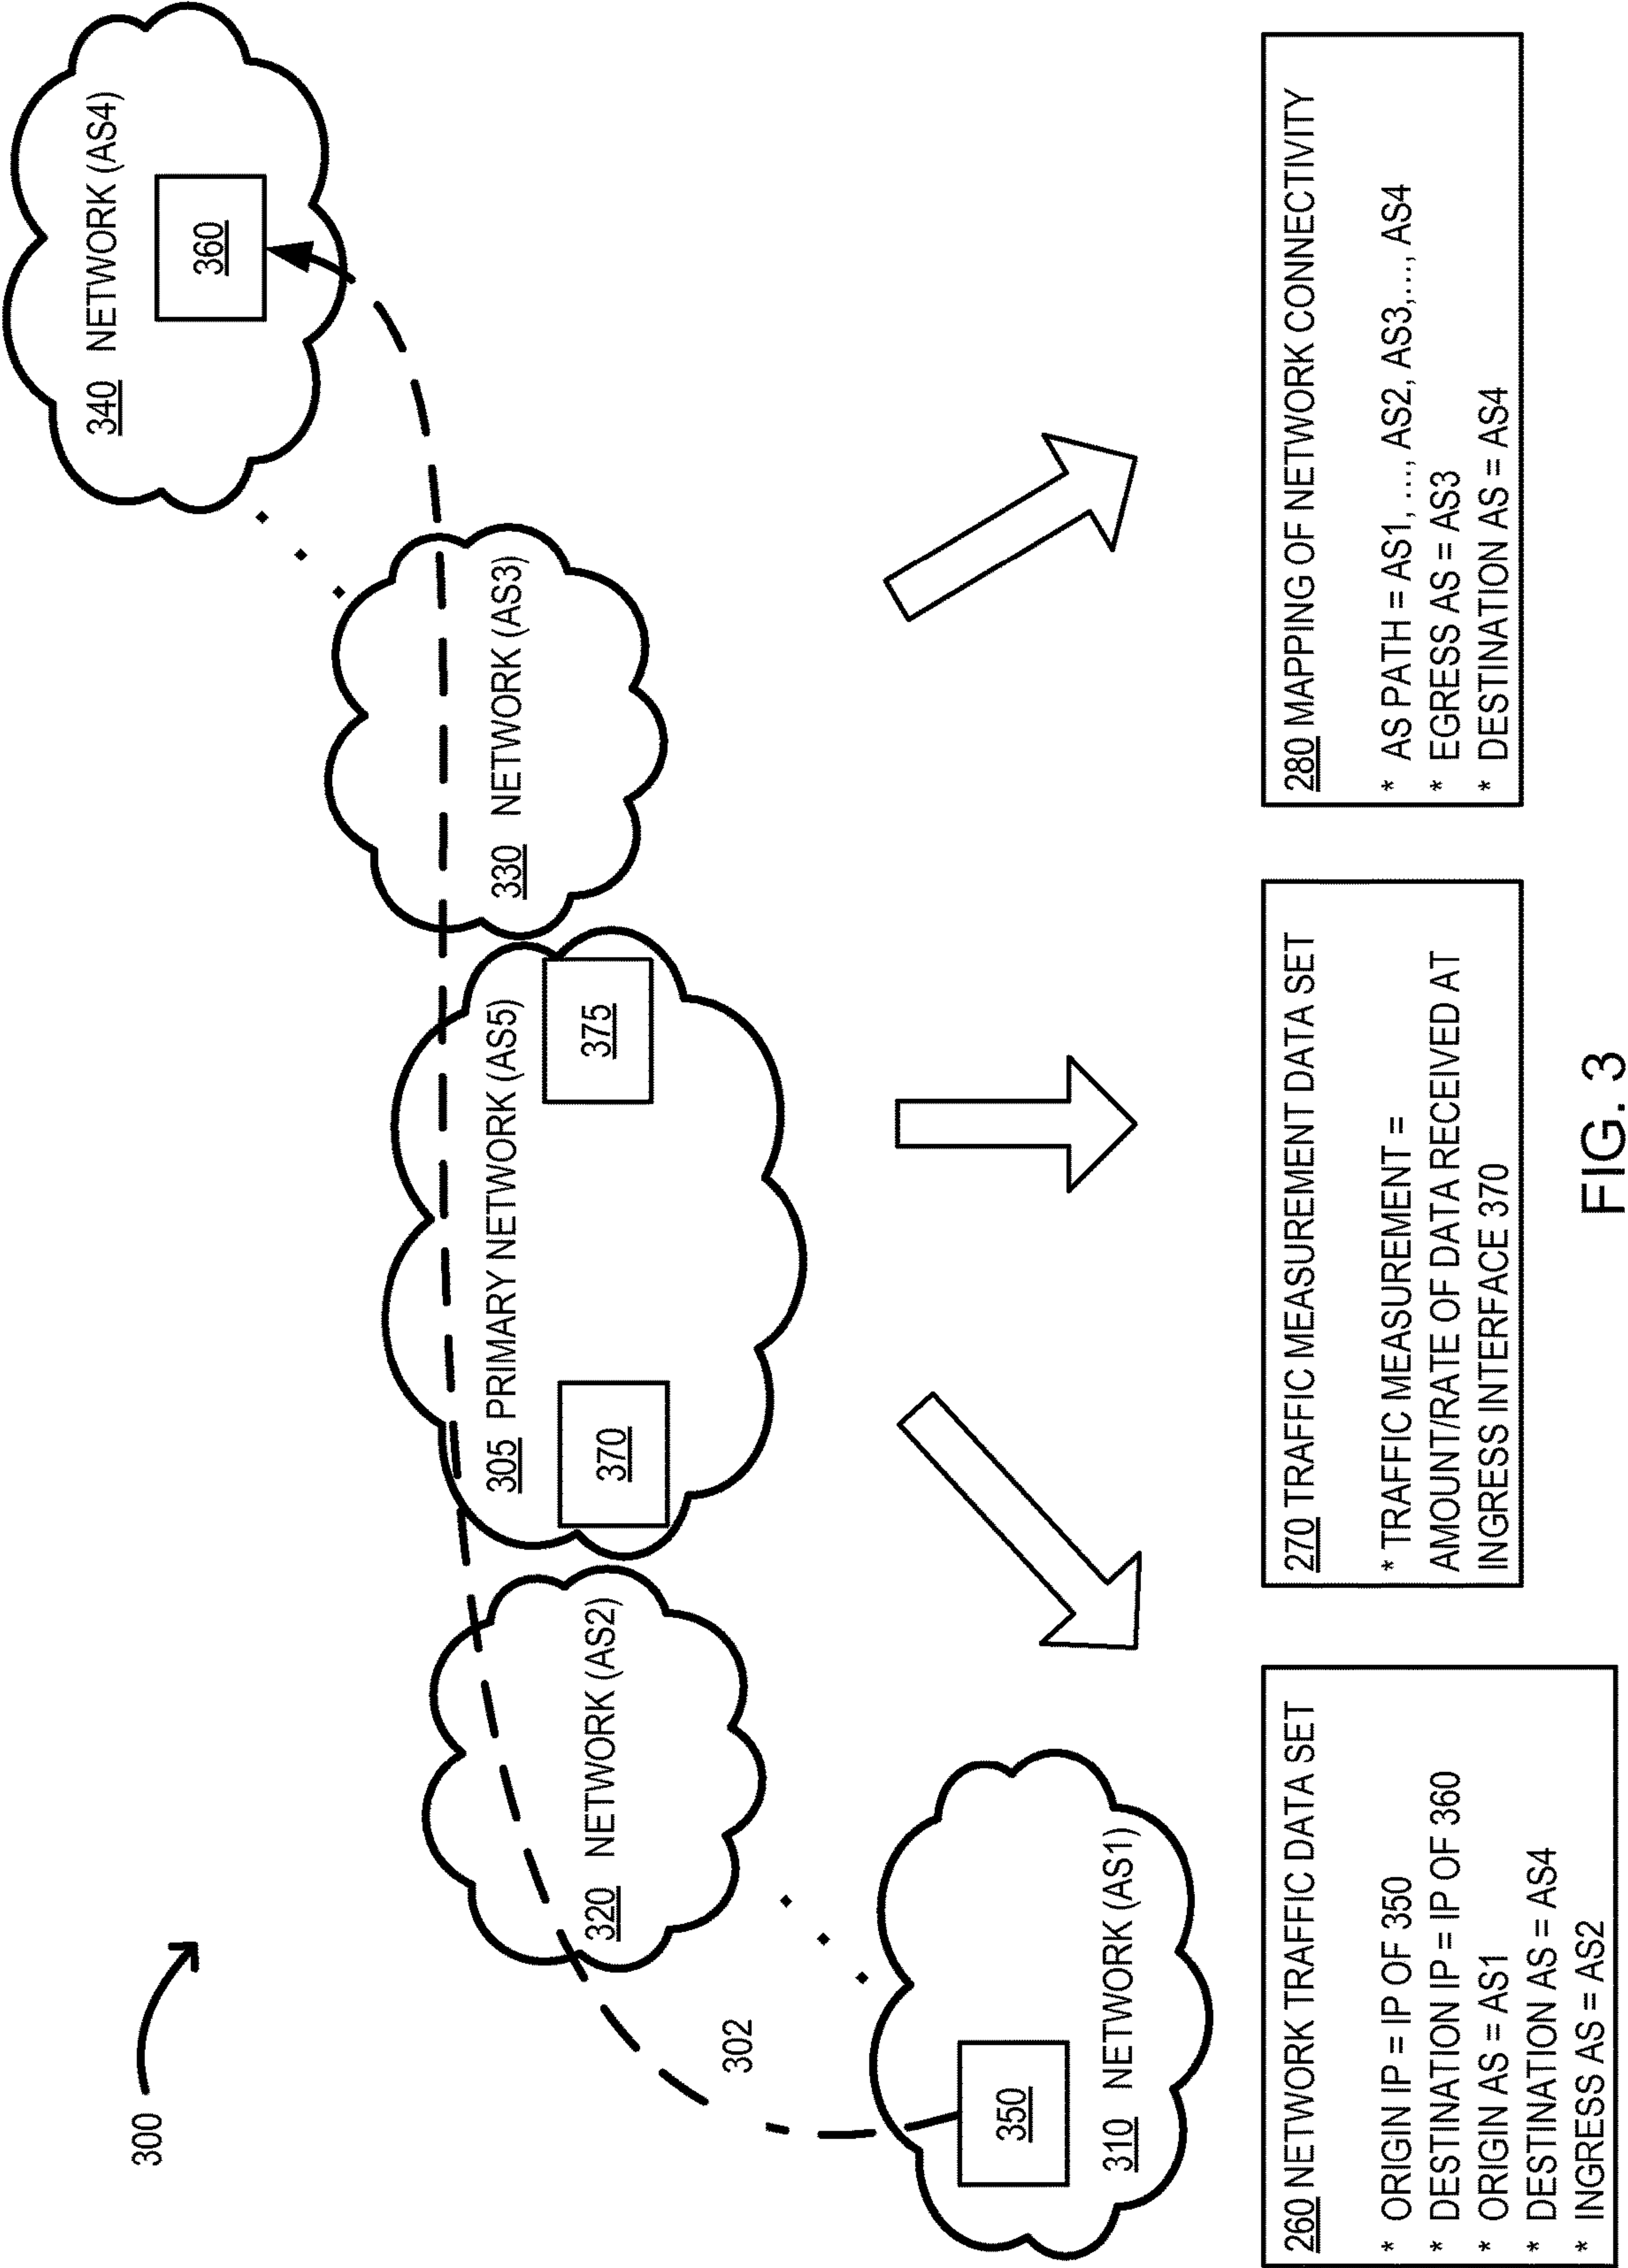 300
302
340 NETWORK (AS4)
360
330 NETWORK (AS3)
305 PRIMARY NETWORK (AS5)
370
375
320 NETWORK (AS2)
350
310 NETWORK (AS1)
260 NETWORK TRAFFIC DATA SET
* ORIGIN IP = IP OF 350
* DESTINATION IP = IP OF 360
* ORIGIN AS = AS1
* DESTINATION AS = AS4
* INGRESS AS = AS2
270 TRAFFIC MEASUREMENT DATA SET
* TRAFFIC MEASUREMENT =
AMOUNT/RATE OF DATA RECEIVED AT
INGRESS INTERFACE 370
280 MAPPING OF NETWORK CONNECTIVITY
* AS PATH = AS1, ..., AS2, AS3,..., AS4
* EGRESS AS = AS3
* DESTINATION AS = AS4
FIG. 3